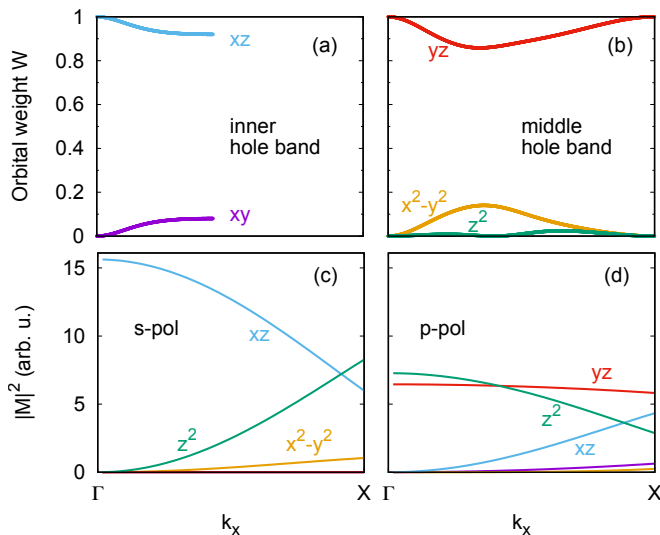 1
0.8
0.6
0.4
0.2
0
Orbital weight W
(a)
xz
inner
hole band
xy
(b)
yz
middle
hole band
x²-y²
z²
15
10
5
0
|M|² (arb. u.)
(c)
s-pol
xz
z²
x²-y²
Γ
k_x
(d)
p-pol
yz
z²
xz
Γ
X
k_x
X